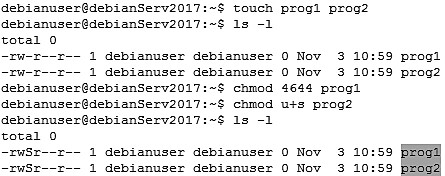 debianuser@debianServ2017:~$ touch prog1 prog2
debianuser@debianServ2017:~$ ls -l
total 0
-rw-r--r-- 1 debianuser debianuser 0 Nov  3 10:59 prog1
-rw-r--r-- 1 debianuser debianuser 0 Nov  3 10:59 prog2
debianuser@debianServ2017:~$ chmod 4644 prog1
debianuser@debianServ2017:~$ chmod u+s prog2
debianuser@debianServ2017:~$ ls -l
total 0
-rwSr--r-- 1 debianuser debianuser 0 Nov  3 10:59 prog1
-rwSr--r-- 1 debianuser debianuser 0 Nov  3 10:59 prog2